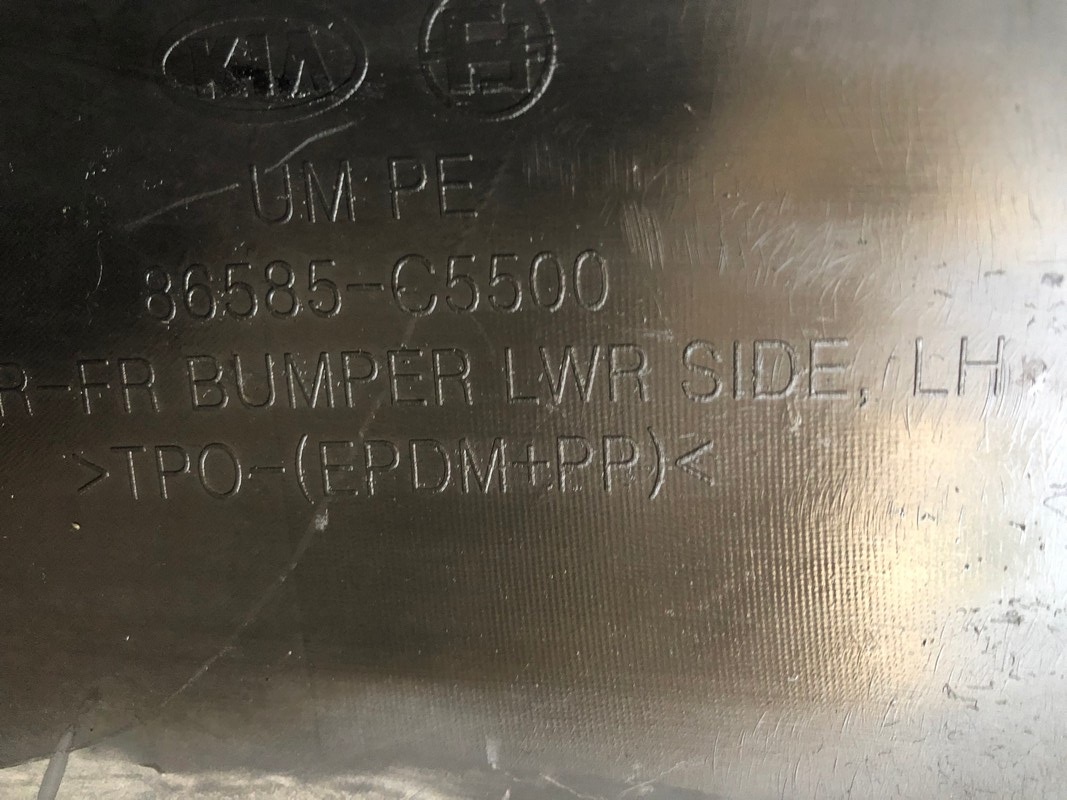 KIA
UM PE
86585-C5500
R-FR BUMPER LWR SIDE, LH
>TPO-(EPDM+PP)<